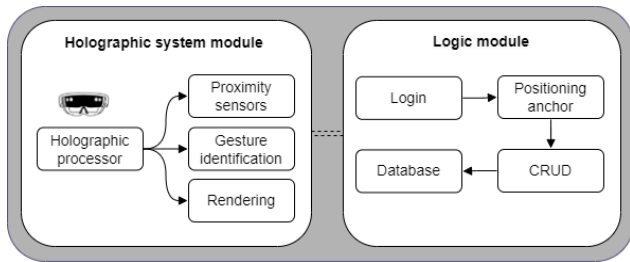 Holographic system module
Holographic
processor
Proximity
sensors
Gesture
identification
Rendering
Logic module
Login
Positioning
anchor
Database
CRUD